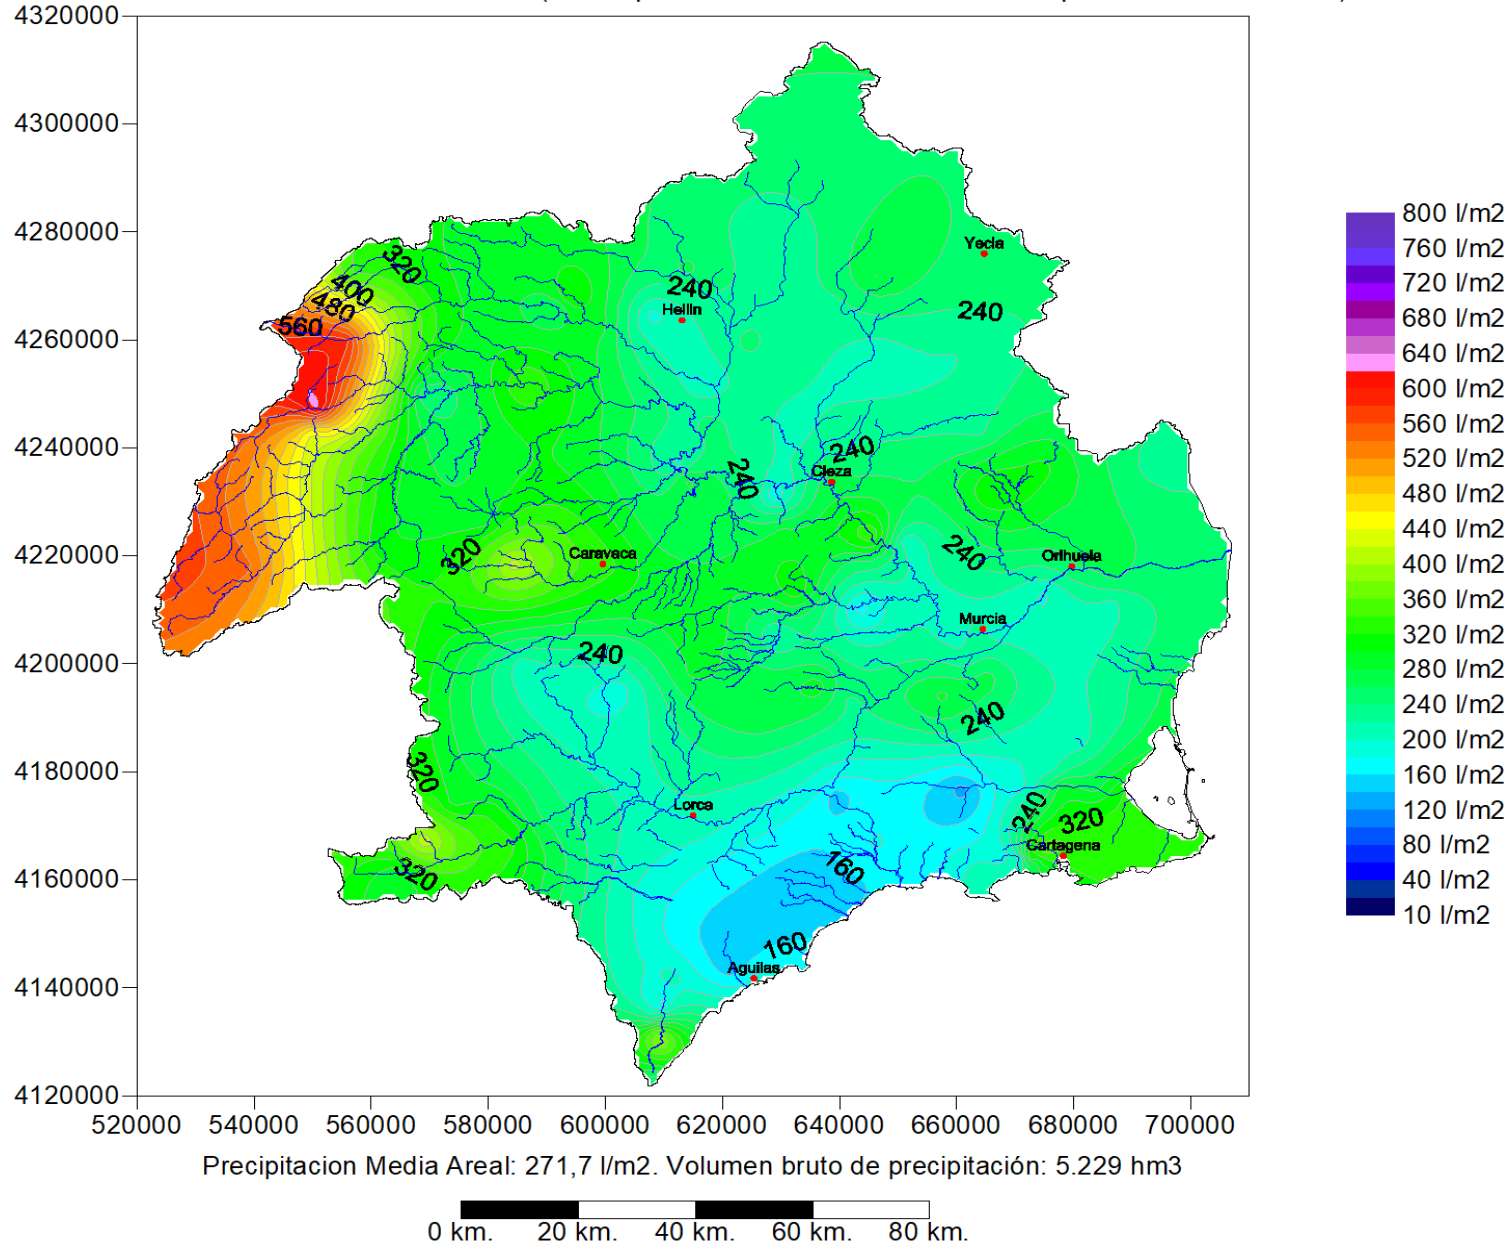 4320000
4300000
4280000
4260000
4240000
4220000
4200000
4180000
4160000
4140000
4120000
520000 540000 560000 580000 600000 620000 640000 660000 680000 700000
320
400
480
560
240
Hellin
Yecla
240
240
Cieza
240
320
Caravaca
240
Orihuela
Murcia
240
240
320
Lorca
240
320
Cartagena
320
160
160
Aguilas
800 l/m2
760 l/m2
720 l/m2
680 l/m2
640 l/m2
600 l/m2
560 l/m2
520 l/m2
480 l/m2
440 l/m2
400 l/m2
360 l/m2
320 l/m2
280 l/m2
240 l/m2
200 l/m2
160 l/m2
120 l/m2
80 l/m2
40 l/m2
10 l/m2
Precipitacion Media Areal: 271,7 l/m2. Volumen bruto de precipitación: 5.229 hm3
0 km. 20 km. 40 km. 60 km. 80 km.